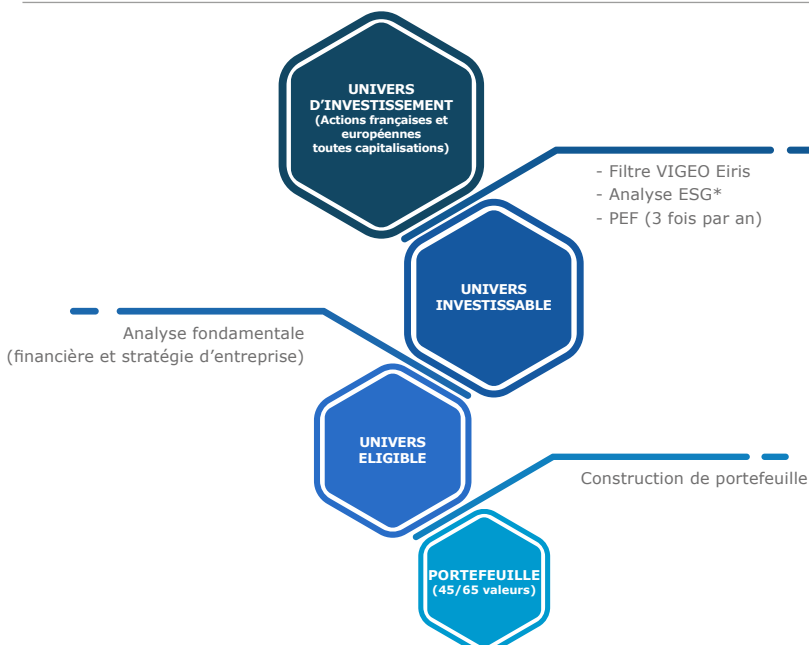 UNIVERS
D'INVESTISSEMENT
(Actions françaises et
européennes
toutes capitalisations)
- Filtre VIGEO Eiris
- Analyse ESG*
- PEF (3 fois par an)
UNIVERS
INVESTISSABLE
Analyse fondamentale
(financière et stratégie d'entreprise)
UNIVERS
ELIGIBLE
Construction de portefeuille
PORTEFEUILLE
(45/65 valeurs)